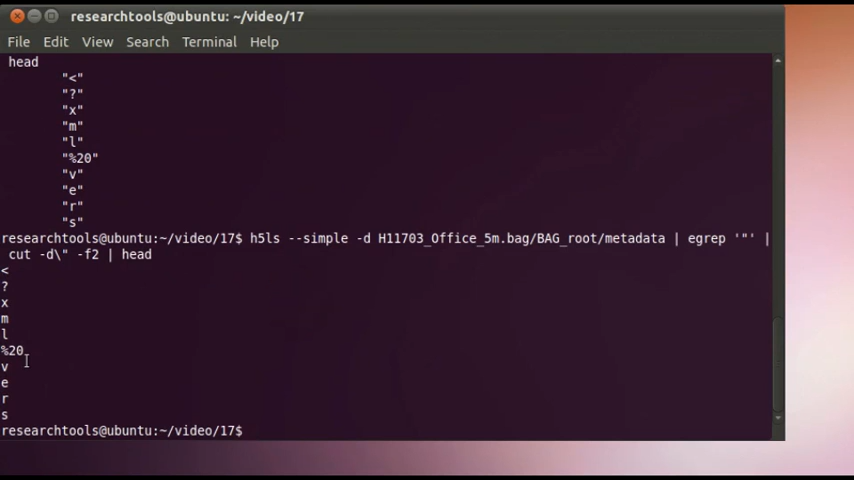 researchtools@ubuntu: ~/video/17
File Edit View Search Terminal Help
head
"<"
"?"
"x"
"m"
"l"
"%20"
"v"
"e"
"r"
"s"
researchtools@ubuntu:~/video/17$ h5ls --simple -d H11703_Office_5m.bag/BAG_root/metadata | egrep '"' |
cut -d\" -f2 | head
<
?
x
m
l
%20
v
e
r
s
researchtools@ubuntu:~/video/17$